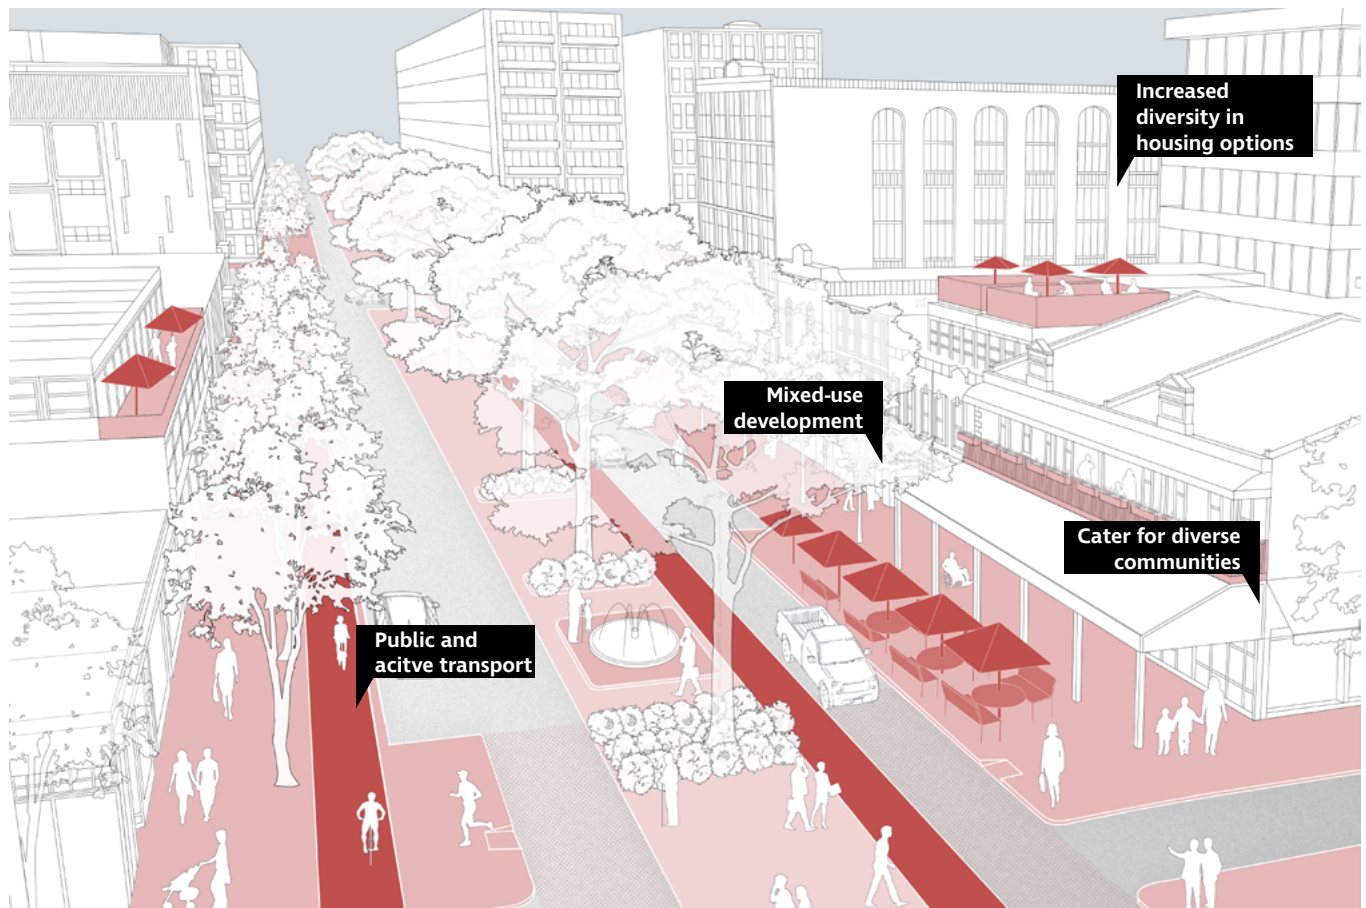 Increased
diversity in
housing options
Mixed-use
development
Cater for diverse
communities
Public and
acitve transport